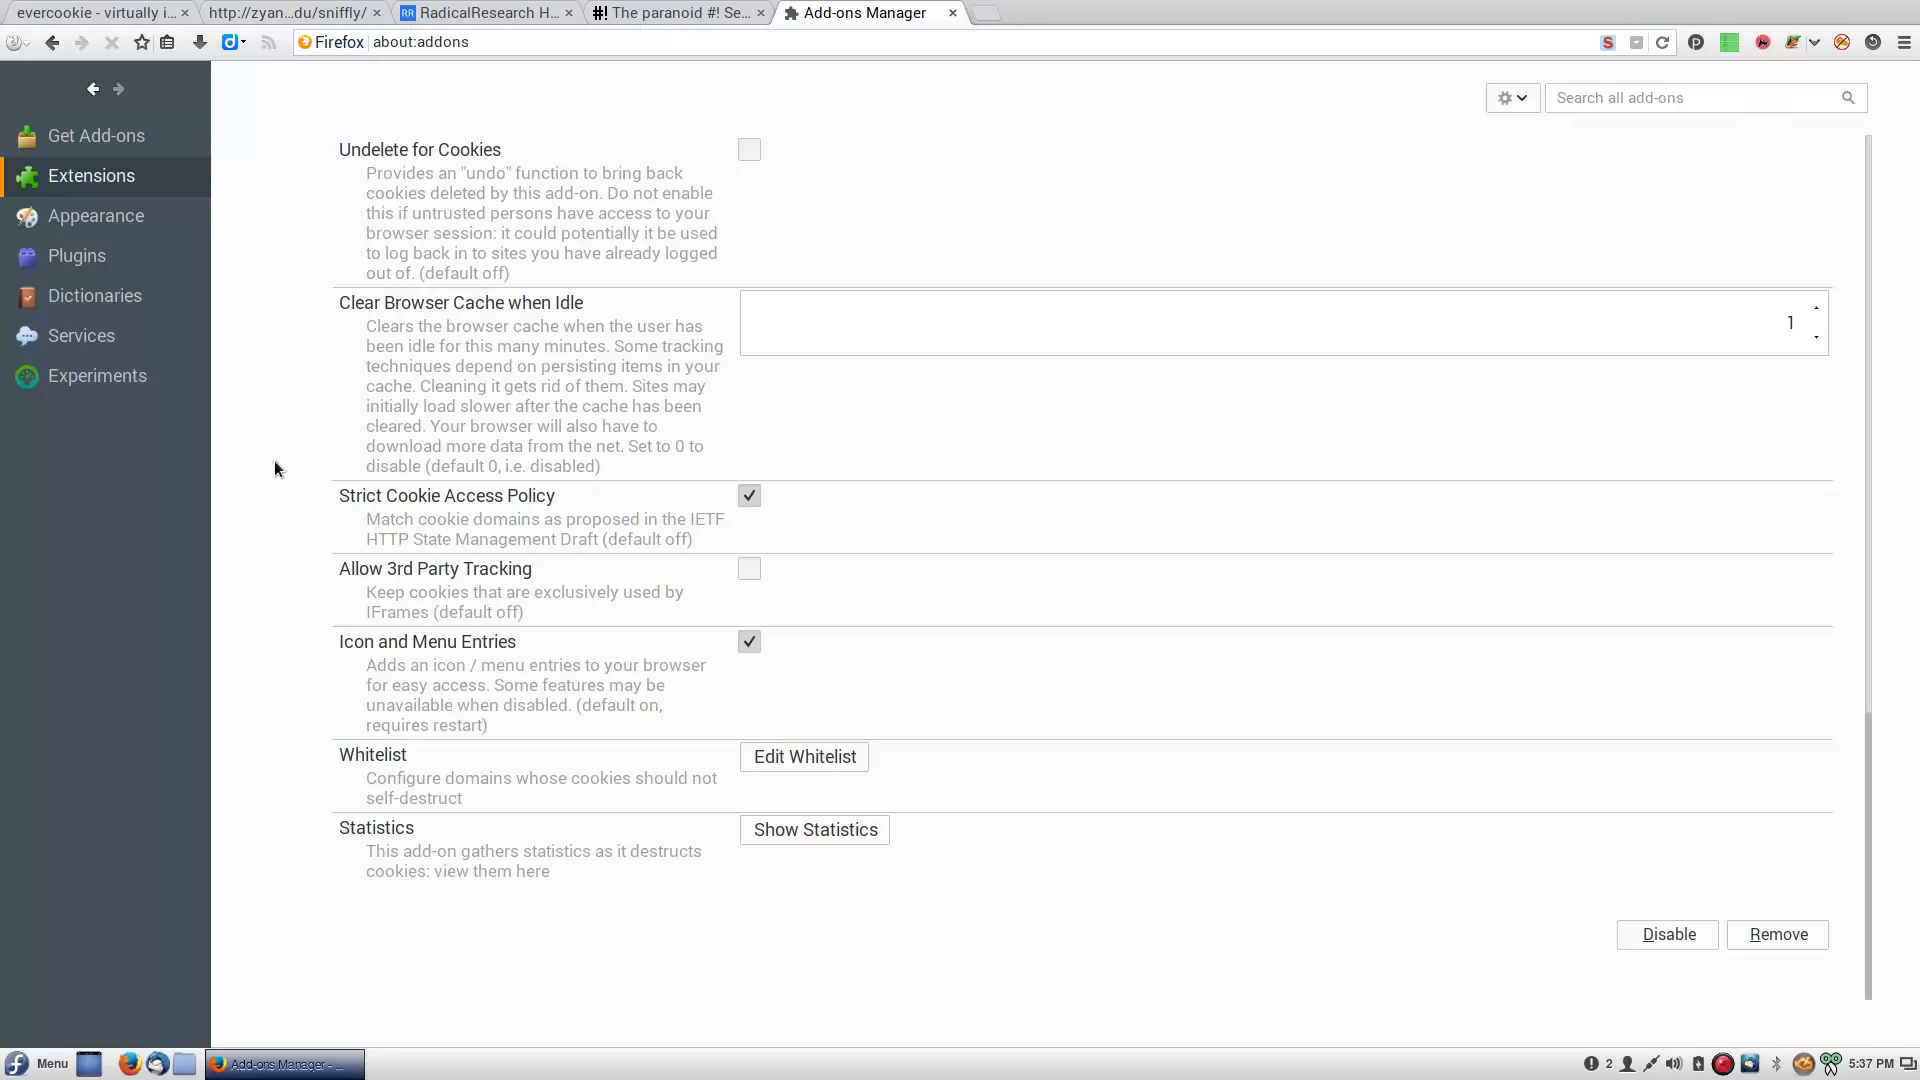 evercookie - virtually i...
http://zyan...du/sniffly/
RR RadicalResearch H...
#! The paranoid #! Se...
Add-ons Manager
Firefox about:addons
Search all add-ons
Get Add-ons
Extensions
Appearance
Plugins
Dictionaries
Services
Experiments
Undelete for Cookies
Provides an "undo" function to bring back
cookies deleted by this add-on. Do not enable
this if untrusted persons have access to your
browser session: it could potentially it be used
to log back in to sites you have already logged
out of. (default off)
Clear Browser Cache when Idle
1
Clears the browser cache when the user has
been idle for this many minutes. Some tracking
techniques depend on persisting items in your
cache. Cleaning it gets rid of them. Sites may
initially load slower after the cache has been
cleared. Your browser will also have to
download more data from the net. Set to 0 to
disable (default 0, i.e. disabled)
Strict Cookie Access Policy
Match cookie domains as proposed in the IETF
HTTP State Management Draft (default off)
Allow 3rd Party Tracking
Keep cookies that are exclusively used by
IFrames (default off)
Icon and Menu Entries
Adds an icon / menu entries to your browser
for easy access. Some features may be
unavailable when disabled. (default on,
requires restart)
Whitelist
Edit Whitelist
Configure domains whose cookies should not
self-destruct
Statistics
Show Statistics
This add-on gathers statistics as it destructs
cookies: view them here
Disable
Remove
Menu
Add-ons Manager - ...
2
5:37 PM